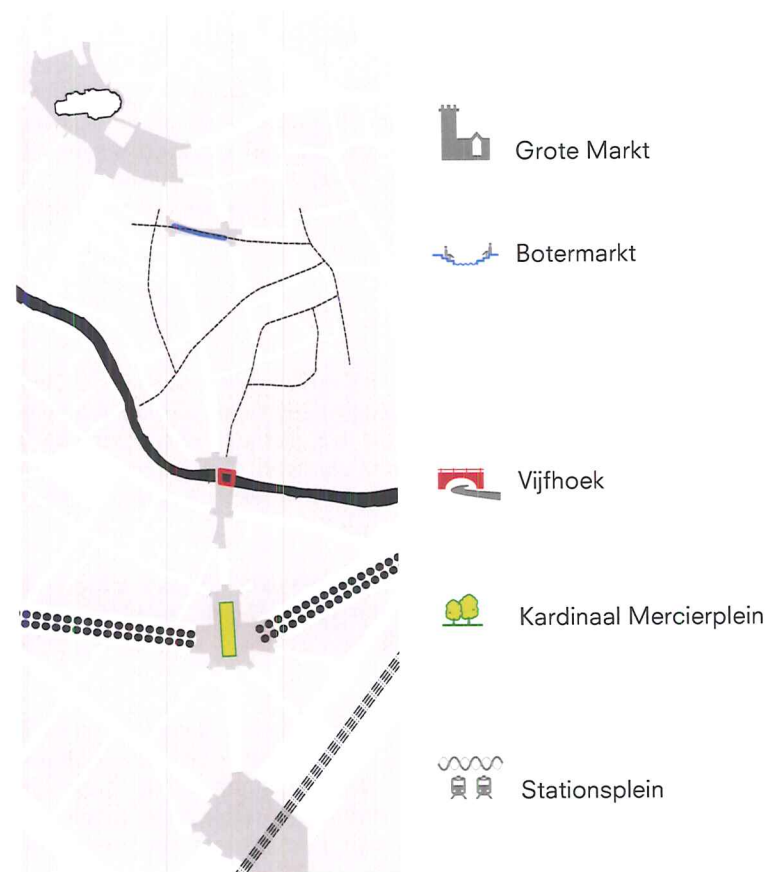 Grote Markt
Botermarkt
Vijfhoek
Kardinaal Mercierplein
Stationsplein